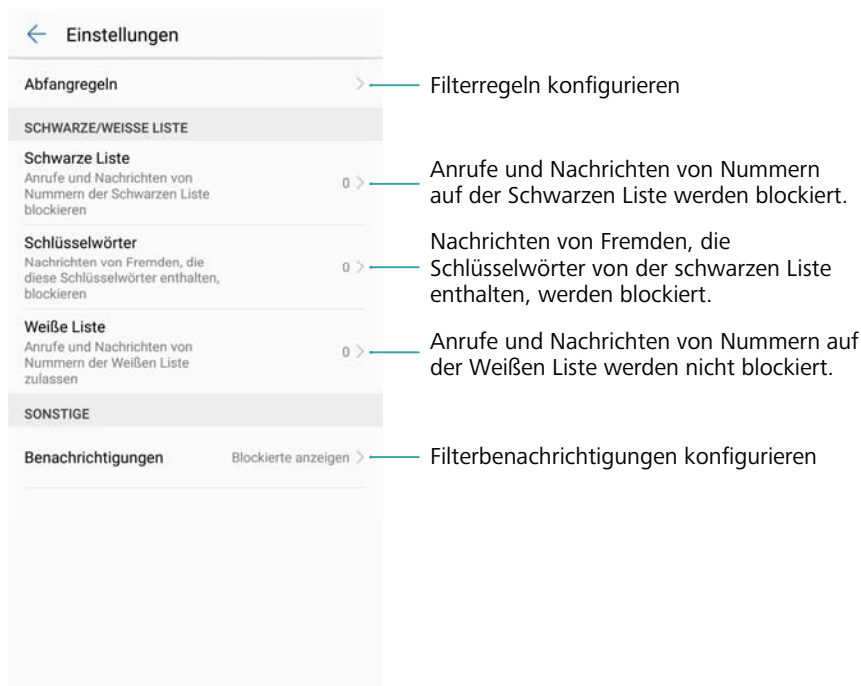 Einstellungen
Abfangregeln
Filterregeln konfigurieren
SCHWARZE/WEISSE LISTE
Schwarze Liste
Anrufe und Nachrichten von
Nummern der Schwarzen Liste
blockieren
0
Anrufe und Nachrichten von Nummern
auf der Schwarzen Liste werden blockiert.
Schlüsselwörter
Nachrichten von Fremden, die
diese Schlüsselwörter enthalten,
blockieren
0
Nachrichten von Fremden, die
Schlüsselwörter von der schwarzen Liste
enthalten, werden blockiert.
Weiße Liste
Anrufe und Nachrichten von
Nummern der Weißen Liste
zulassen
0
Anrufe und Nachrichten von Nummern auf
der Weißen Liste werden nicht blockiert.
SONSTIGE
Benachrichtigungen
Blockierte anzeigen
Filterbenachrichtigungen konfigurieren